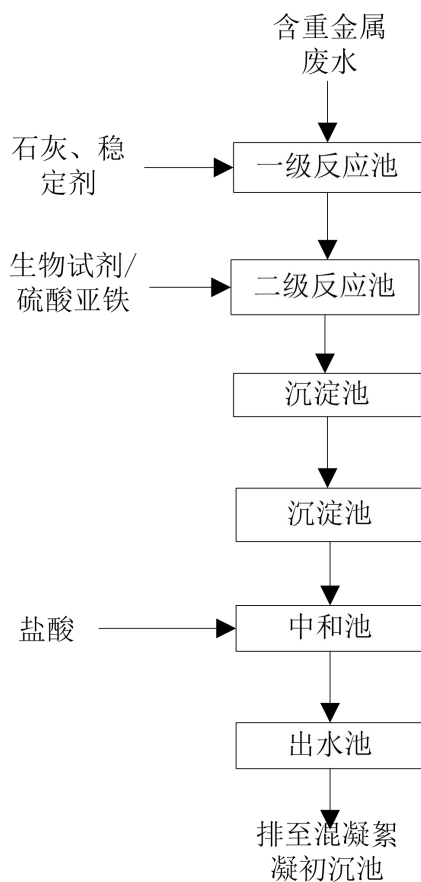 含重金属
废水
石灰、稳
定剂
一级反应池
生物试剂/
硫酸亚铁
二级反应池
沉淀池
沉淀池
盐酸
中和池
出水池
排至混凝絮
凝初沉池